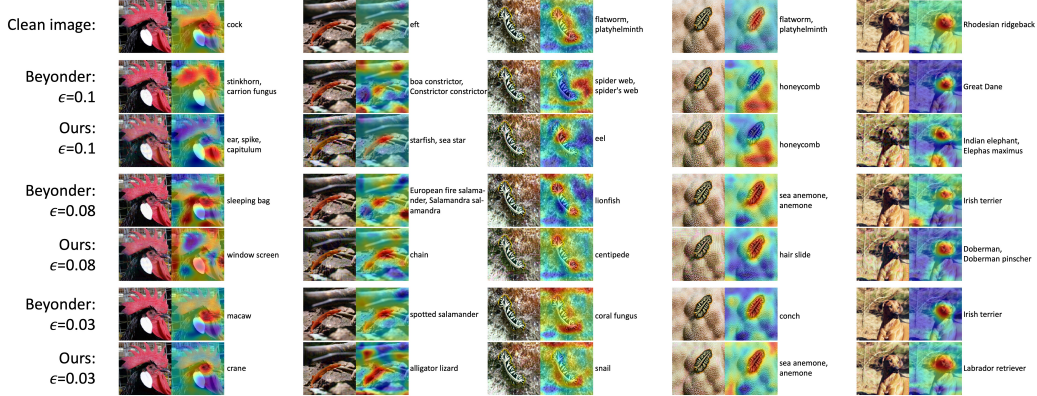 Clean image:
cock
eft
flatworm,
playhelminth
flatworm,
playhelminth
Rhodesian ridgeback
Beyonder:
ϵ=0.1
stinkhorn,
carrion fungus
boa constrictor,
Constrictor constrictor
spider web,
spider's web
honeycomb
Great Dane
Ours:
ϵ=0.1
ear, spike,
capitulum
starfish, sea star
eel
honeycomb
Indian elephant,
Elephas maximus
Beyonder:
ϵ=0.08
sleeping bag
European fire salama-
nder, Salamandra sal-
amandra
lionfish
sea anemone,
anemone
Irish terrier
Ours:
ϵ=0.08
window screen
chain
centipede
hair slide
Doberman,
Doberman pinscher
Beyonder:
ϵ=0.03
macaw
spotted salamander
coral fungus
conch
Irish terrier
Ours:
ϵ=0.03
crane
alligator lizard
snail
sea anemone,
anemone
Labrador retriever